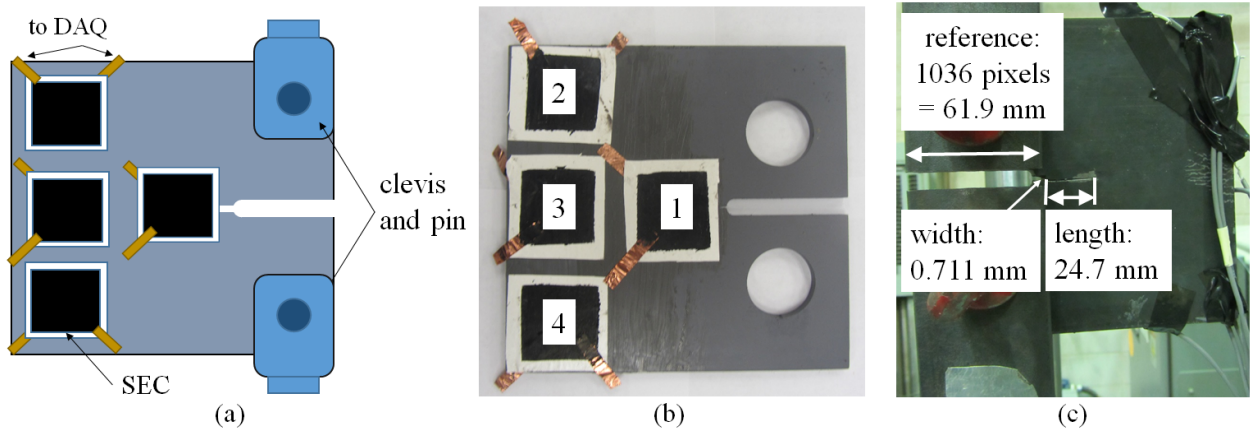 to DAQ
clevis
and pin
SEC
(a)
2
3
1
4
(b)
reference:
1036 pixels
= 61.9 mm
width:
0.711 mm
length:
24.7 mm
(c)